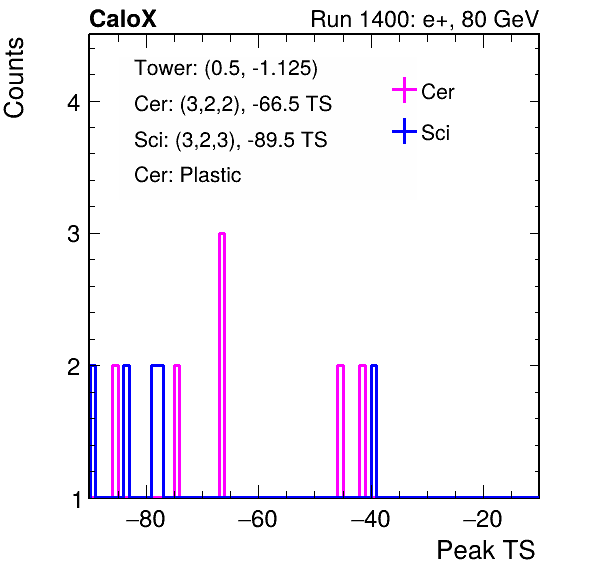 CaloX
Run 1400: e+, 80 GeV
Counts
Tower: (0.5, -1.125)
Cer: (3,2,2), -66.5 TS
Sci: (3,2,3), -89.5 TS
Cer: Plastic
Cer
Sci
4
3
2
1
−80
−60
−40
−20
Peak TS